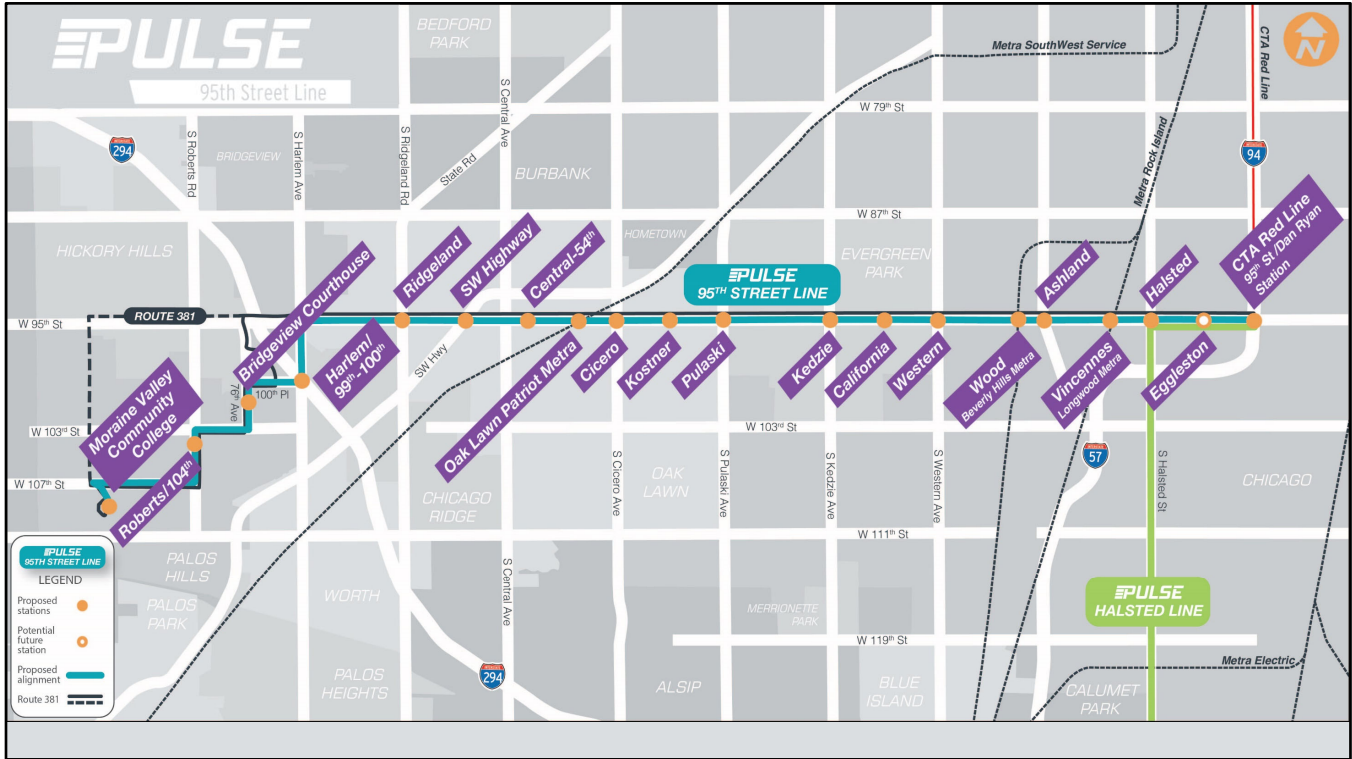 PULSE
95th Street Line
BEDFORD
PARK
S Central Ave
Metra SouthWest Service
CTA Red Line
N
W 79th St
INTERSTATE
294
S Roberts Rd
BRIDGEVIEW
S Harlem Ave
S Ridgeland Rd
State Rd
BURBANK
Metra Rock Island
INTERSTATE
94
W 87th St
HICKORY HILLS
HOMETOWN
EVERGREEN
PARK
PULSE
95TH STREET LINE
Bridgeview Courthouse
Ridgeland
SW Highway
Central-54th
Ashland
Halsted
CTA Red Line
95th St /Dan Ryan
Station
ROUTE 381
W 95th St
SW Hwy
Moraine Valley
Community
College
Roberts/104th
76th Ave
100th Pl
Harlem/
99th-100th
Oak Lawn Patriot Metra
Cicero
Kostner
Pulaski
Kedzie
California
Western
Wood
Beverly Hills Metra
Vincennes
Longwood Metra
Eggleston
W 103rd St
W 103rd St
INTERSTATE
57
W 107th St
CHICAGO
RIDGE
S Cicero Ave
OAK
LAWN
S Pulaski Ave
S Kedzie Ave
S Western Ave
S Halsted St
CHICAGO
W 111th St
PULSE
95TH STREET LINE
LEGEND
Proposed
stations
Potential
future
station
Proposed
alignment
Route 381
PALOS
HILLS
PALOS
PARK
WORTH
S Central Ave
PULSE
HALSTED LINE
MERRIONETTE
PARK
W 119th St
INTERSTATE
294
PALOS
HEIGHTS
ALSIP
BLUE
ISLAND
CALUMET
PARK
Metra Electric